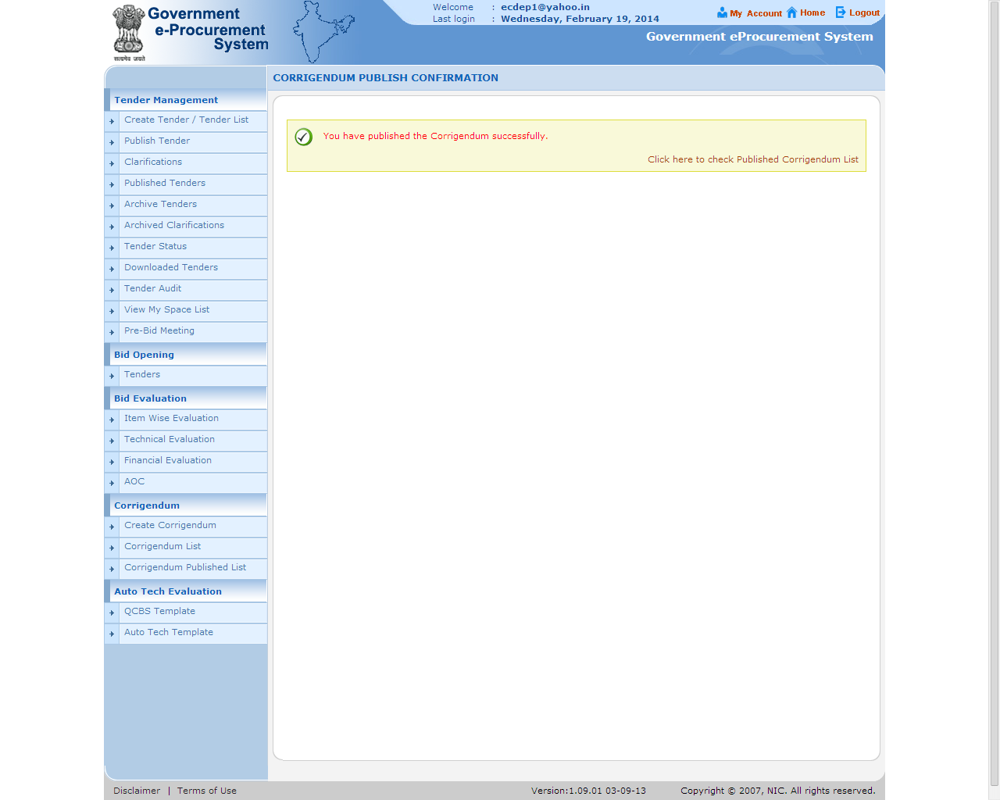 Government
e-Procurement
System
सत्यमेव जयते
Welcome : ecdep1@yahoo.in
Last login : Wednesday, February 19, 2014
My Account Home Logout
Government eProcurement System
CORRIGENDUM PUBLISH CONFIRMATION
You have published the Corrigendum successfully.
Click here to check Published Corrigendum List
Tender Management
Create Tender / Tender List
Publish Tender
Clarifications
Published Tenders
Archive Tenders
Archived Clarifications
Tender Status
Downloaded Tenders
Tender Audit
View My Space List
Pre-Bid Meeting
Bid Opening
Tenders
Bid Evaluation
Item Wise Evaluation
Technical Evaluation
Financial Evaluation
AOC
Corrigendum
Create Corrigendum
Corrigendum List
Corrigendum Published List
Auto Tech Evaluation
QCBS Template
Auto Tech Template
Disclaimer | Terms of Use
Version:1.09.01 03-09-13
Copyright © 2007, NIC. All rights reserved.